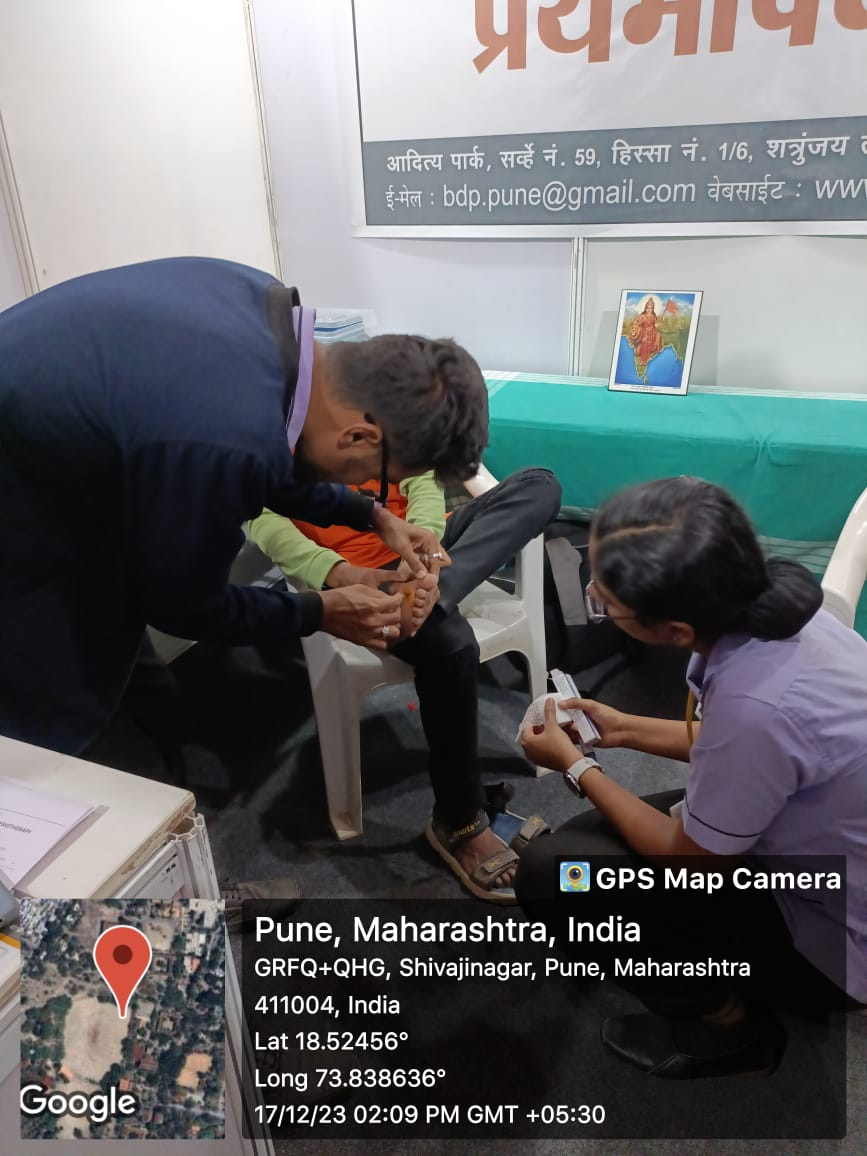 आदित्य पार्क, सर्व्हे नं. 59, हिस्सा नं. 1/6, शत्रुंजय
ई-मेल : bdp.pune@gmail.com वेबसाईट : www
GPS Map Camera
Pune, Maharashtra, India
GRFQ+QHG, Shivajinagar, Pune, Maharashtra
411004, India
Lat 18.52456°
Long 73.838636°
17/12/23 02:09 PM GMT +05:30
Google